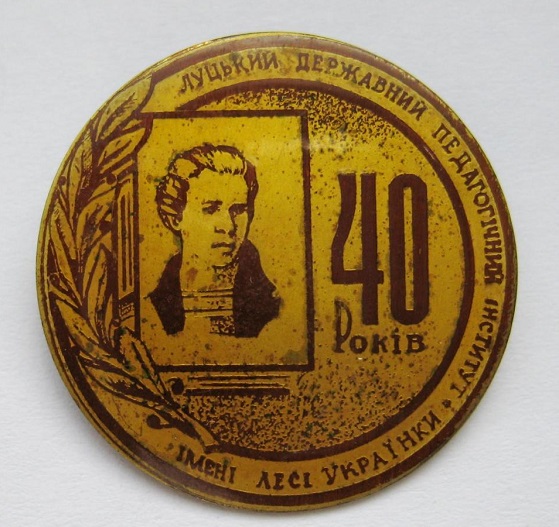 ЛУЦЬКИЙ ДЕРЖАВНИЙ ПЕДАГОГІЧНИЙ ІНСТИТУТ
ІМЕНІ ЛЕСІ УКРАЇНКИ
40
Років